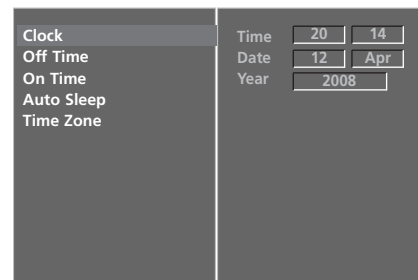 Clock
Off Time
On Time
Auto Sleep
Time Zone
Time 20 14
Date 12 Apr
Year 2008